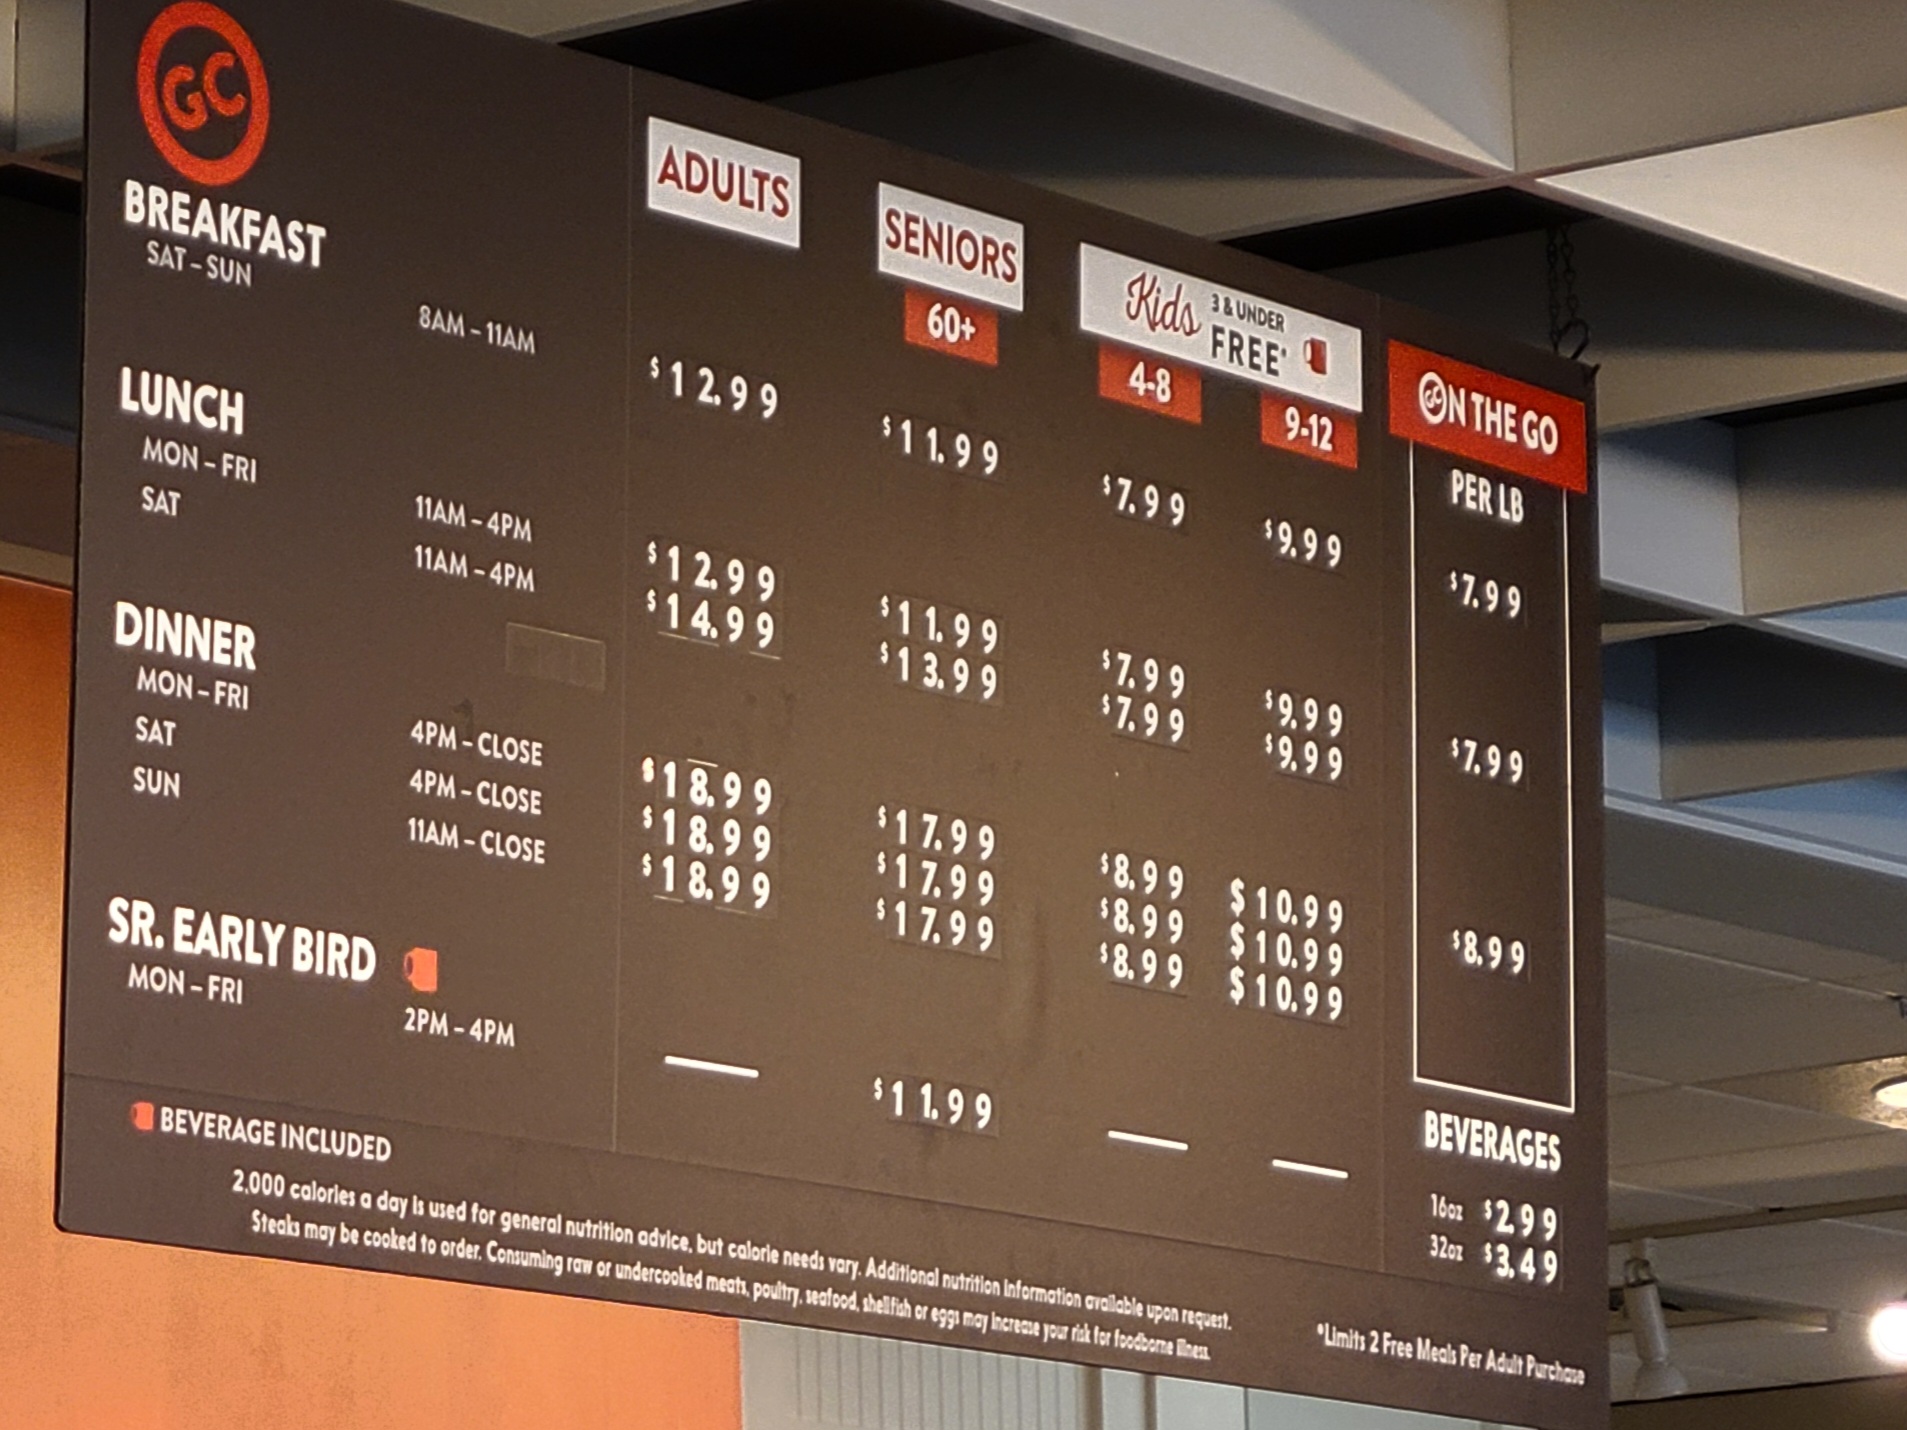 GC
ADULTS
SENIORS
60+
Kids 3 & UNDER FREE*
4-8
9-12
GC ON THE GO
PER LB
BREAKFAST
SAT – SUN
8AM – 11AM $12.99 $11.99 $7.99 $9.99 $7.99
LUNCH
MON – FRI 11AM – 4PM $12.99 $11.99 $7.99 $9.99 $7.99
SAT 11AM – 4PM $14.99 $13.99 $7.99 $9.99
DINNER
MON – FRI 4PM – CLOSE $18.99 $17.99 $8.99 $10.99 $8.99
SAT 4PM – CLOSE $18.99 $17.99 $8.99 $10.99
SUN 11AM – CLOSE $18.99 $17.99 $8.99 $10.99
SR. EARLY BIRD
MON – FRI 2PM – 4PM $11.99
BEVERAGES
16oz $2.99
32oz $3.49
BEVERAGE INCLUDED
2,000 calories a day is used for general nutrition advice, but calorie needs vary. Additional nutrition information available upon request.
Steaks may be cooked to order. Consuming raw or undercooked meats, poultry, seafood, shellfish or eggs may increase your risk for foodborne illness.
*Limits 2 Free Meals Per Adult Purchase